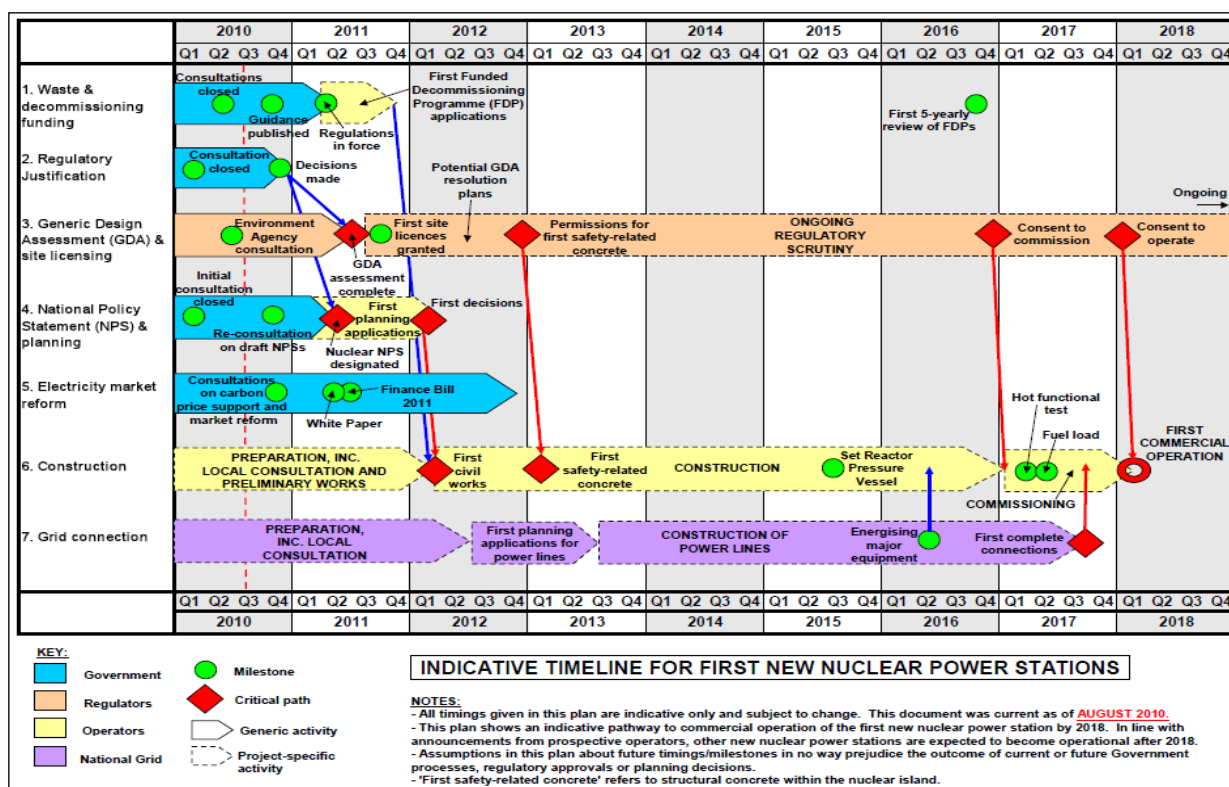 2010 2011 2012 2013 2014 2015 2016 2017 2018
Q1 Q2 Q3 Q4 Q1 Q2 Q3 Q4 Q1 Q2 Q3 Q4 Q1 Q2 Q3 Q4 Q1 Q2 Q3 Q4 Q1 Q2 Q3 Q4 Q1 Q2 Q3 Q4 Q1 Q2 Q3 Q4 Q1 Q2 Q3 Q4
1. Waste &
decommissioning
funding
Consultations
closed
Guidance
published
Regulations
in force
First Funded
Decommissioning
Programme (FDP)
applications
First 5-yearly
review of FDPs
2. Regulatory
Justification
Consultation
closed
Decisions
made
Potential GDA
resolution
plans
Ongoing
3. Generic Design
Assessment (GDA) &
site licensing
Environment
Agency
consultation
GDA
assessment
complete
First site
licences
granted
Permissions for
first safety-related
concrete
ONGOING
REGULATORY
SCRUTINY
Consent to
commission
Consent to
operate
4. National Policy
Statement (NPS) &
planning
Initial
consultation
closed
Re-consultation
on draft NPSs
Nuclear NPS
designated
First
planning
applications
First decisions
5. Electricity market
reform
Consultations
on carbon
price support and
market reform
White Paper
Finance Bill
2011
6. Construction
PREPARATION, INC.
LOCAL CONSULTATION AND
PRELIMINARY WORKS
First
civil
works
First
safety-related
concrete
CONSTRUCTION
Set Reactor
Pressure
Vessel
Hot functional
test
Fuel load
COMMISSIONING
FIRST
COMMERCIAL
OPERATION
7. Grid connection
PREPARATION,
INC. LOCAL
CONSULTATION
First planning
applications for
power lines
CONSTRUCTION OF
POWER LINES
Energising
major
equipment
First complete
connections
Q1 Q2 Q3 Q4 Q1 Q2 Q3 Q4 Q1 Q2 Q3 Q4 Q1 Q2 Q3 Q4 Q1 Q2 Q3 Q4 Q1 Q2 Q3 Q4 Q1 Q2 Q3 Q4 Q1 Q2 Q3 Q4 Q1 Q2 Q3 Q4
2010 2011 2012 2013 2014 2015 2016 2017 2018
KEY:
Government
Regulators
Operators
National Grid
Milestone
Critical path
Generic activity
Project-specific
activity
INDICATIVE TIMELINE FOR FIRST NEW NUCLEAR POWER STATIONS
NOTES:
- All timings given in this plan are indicative only and subject to change. This document was current as of AUGUST 2010.
- This plan shows an indicative pathway to commercial operation of the first new nuclear power station by 2018. In line with
announcements from prospective operators, other new nuclear power stations are expected to become operational after 2018.
- Assumptions in this plan about future timings/milestones in no way prejudice the outcome of current or future Government
processes, regulatory approvals or planning decisions.
- 'First safety-related concrete' refers to structural concrete within the nuclear island.